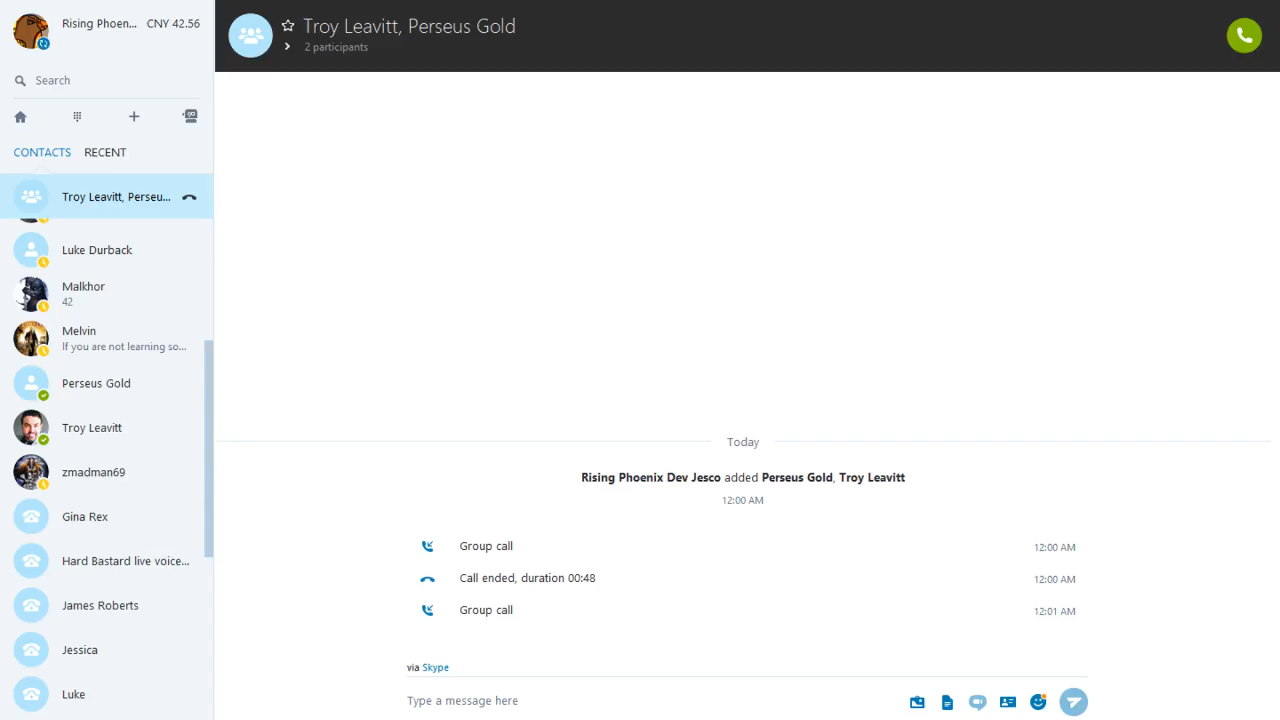 Rising Phoen... CNY 42.56
Search
CONTACTS RECENT
Troy Leavitt, Perseu...
Luke Durback
Malkhor
42
Melvin
If you are not learning so...
Perseus Gold
Troy Leavitt
zmadman69
Gina Rex
Hard Bastard live voice...
James Roberts
Jessica
Luke
Troy Leavitt, Perseus Gold
2 participants
Today
Rising Phoenix Dev Jesco added Perseus Gold, Troy Leavitt
12:00 AM
Group call 12:00 AM
Call ended, duration 00:48 12:00 AM
Group call 12:01 AM
via Skype
Type a message here